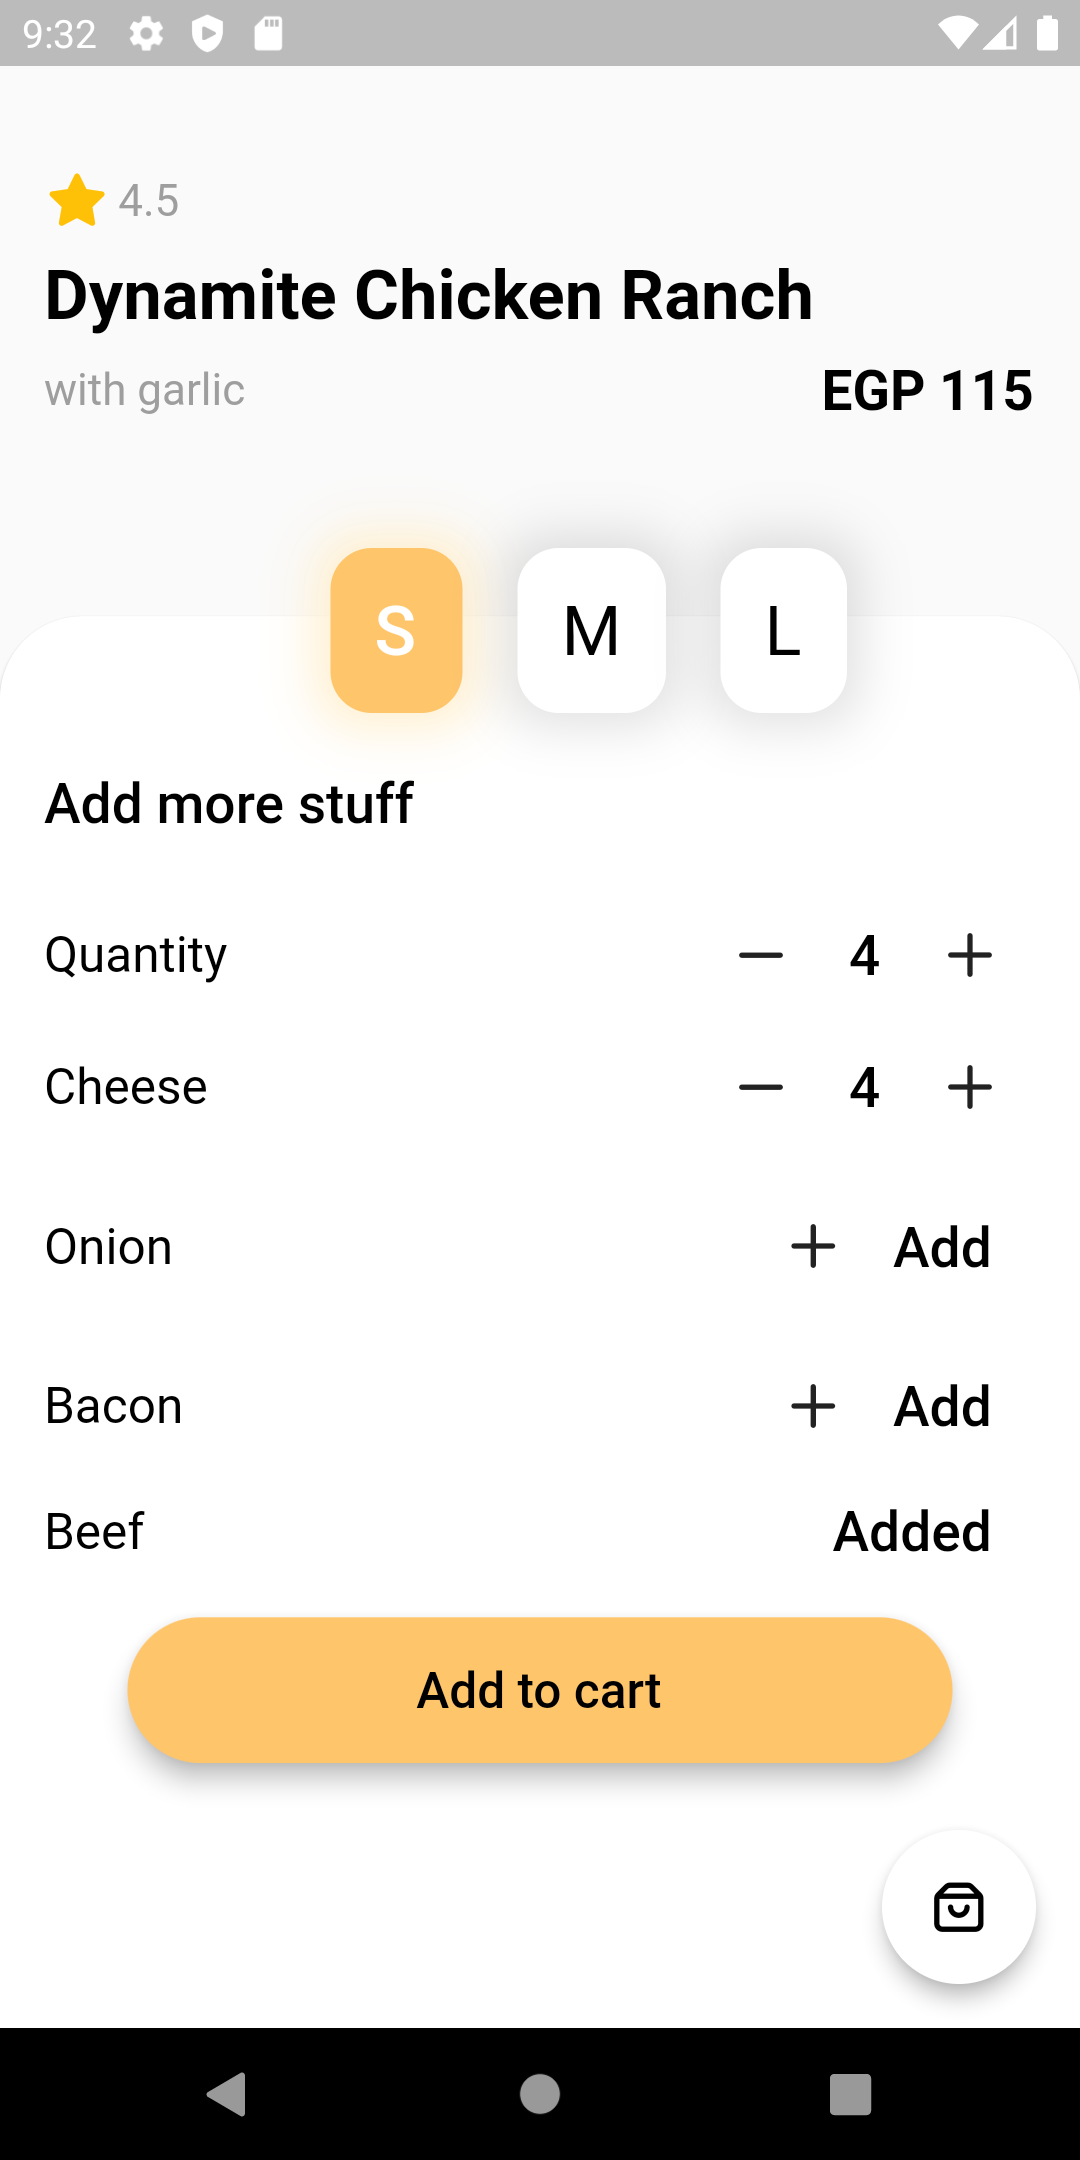 9:32
4.5
Dynamite Chicken Ranch
with garlic
EGP 115
S M L
Add more stuff
Quantity 4
Cheese 4
Onion Add
Bacon Add
Beef Added
Add to cart